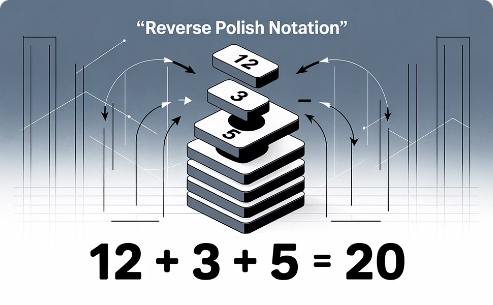 “Reverse Polish Notation”
12
3
5
12 + 3 + 5 = 20